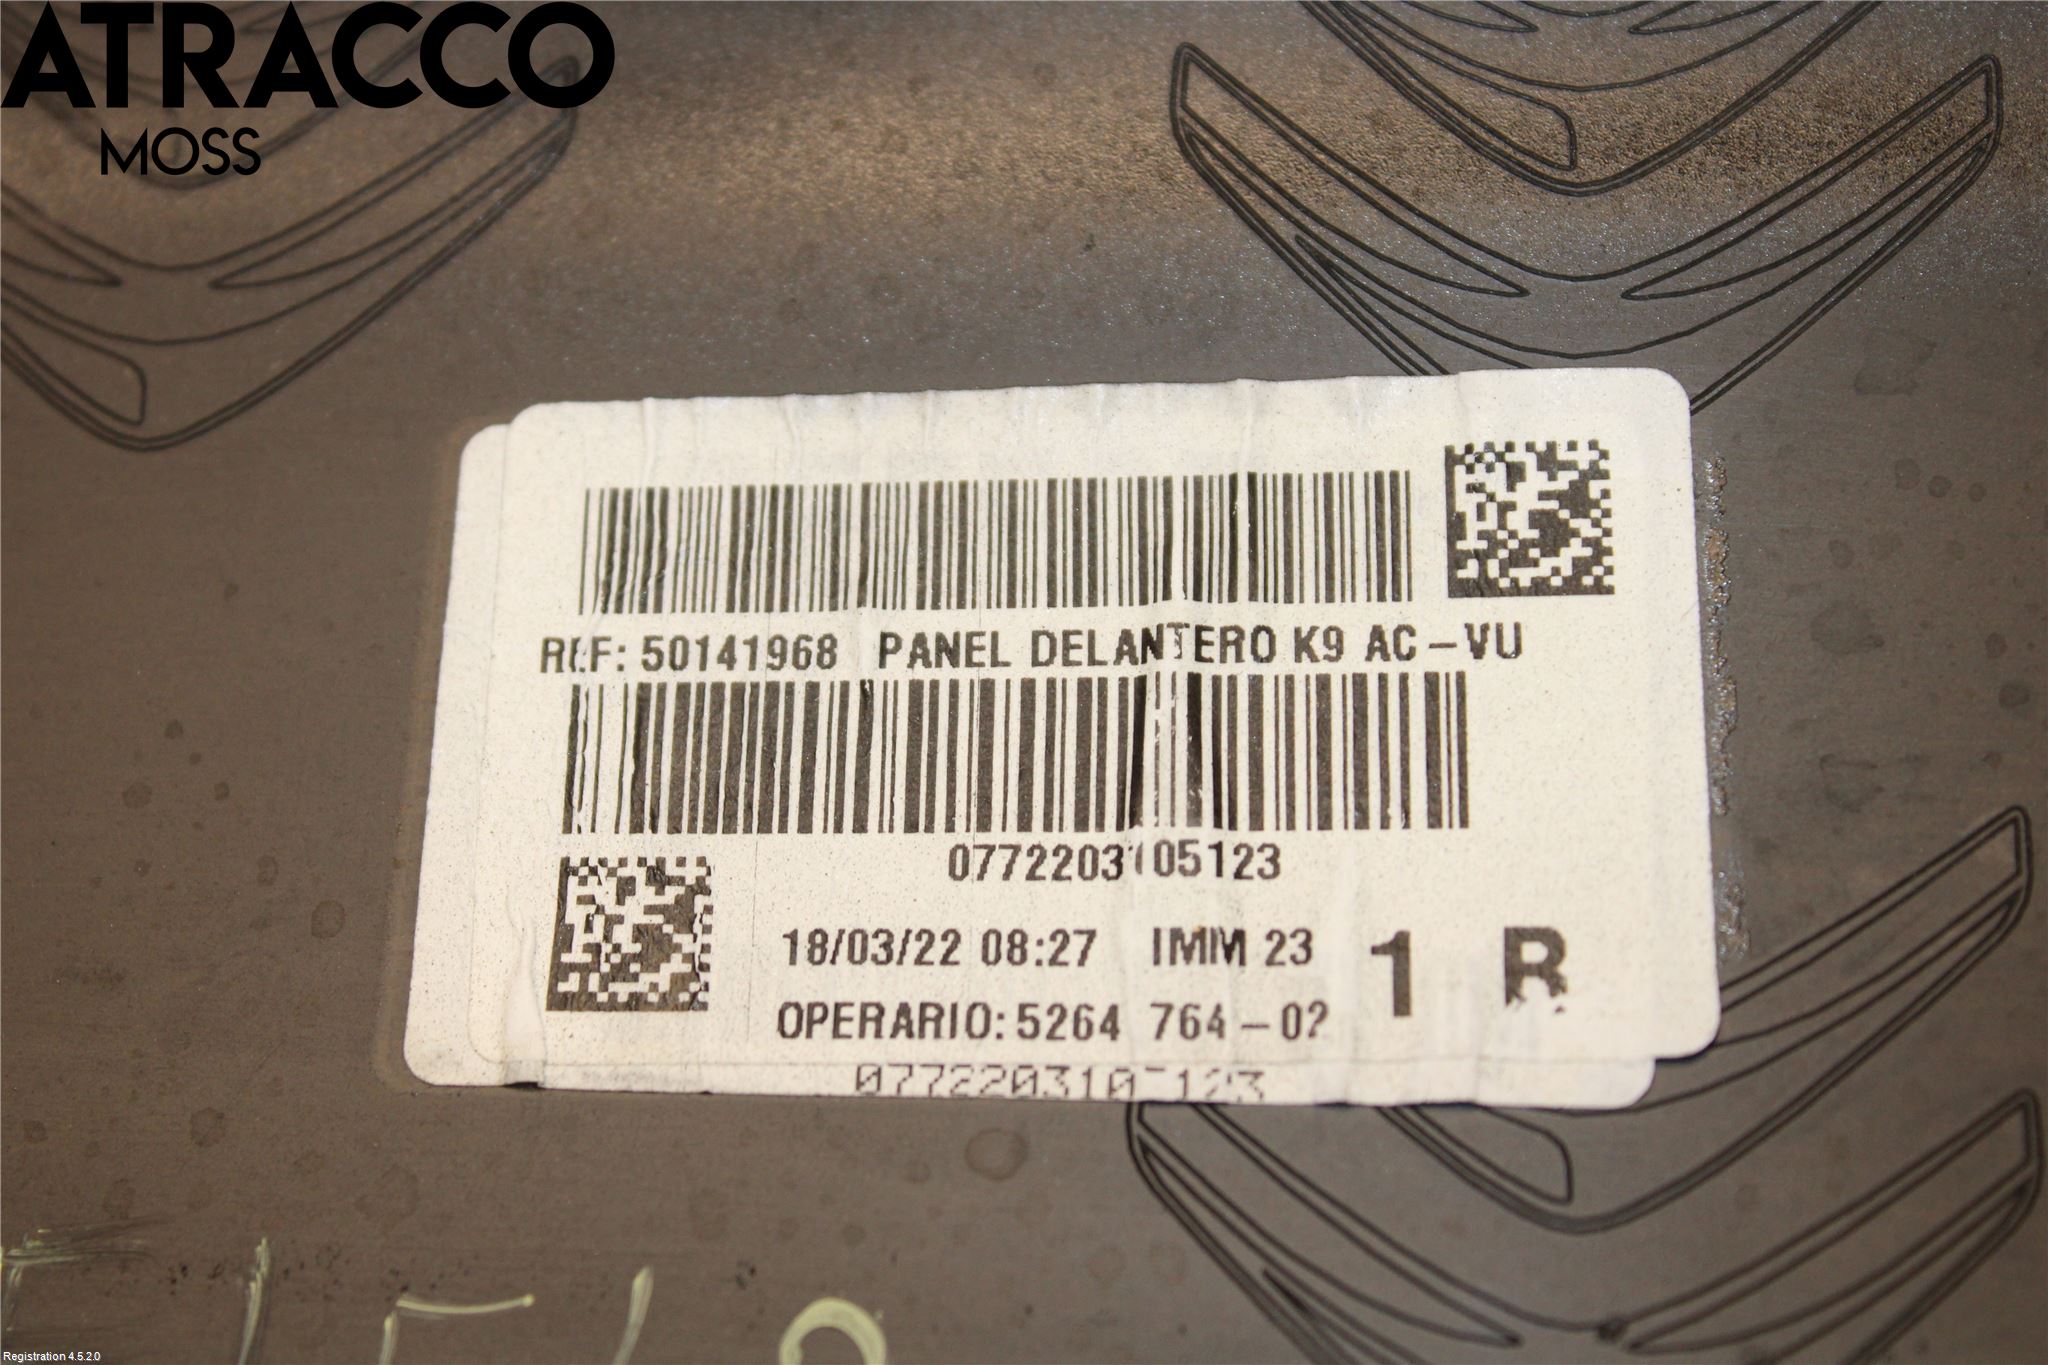 ATRACCO
MOSS
REF: 50141968 PANEL DELANTERO K9 AC-VU
0772203105123
18/03/22 08:27 IMM 23 1 R
OPERARIO: 5264 764-02
Registration 4.5.2.0